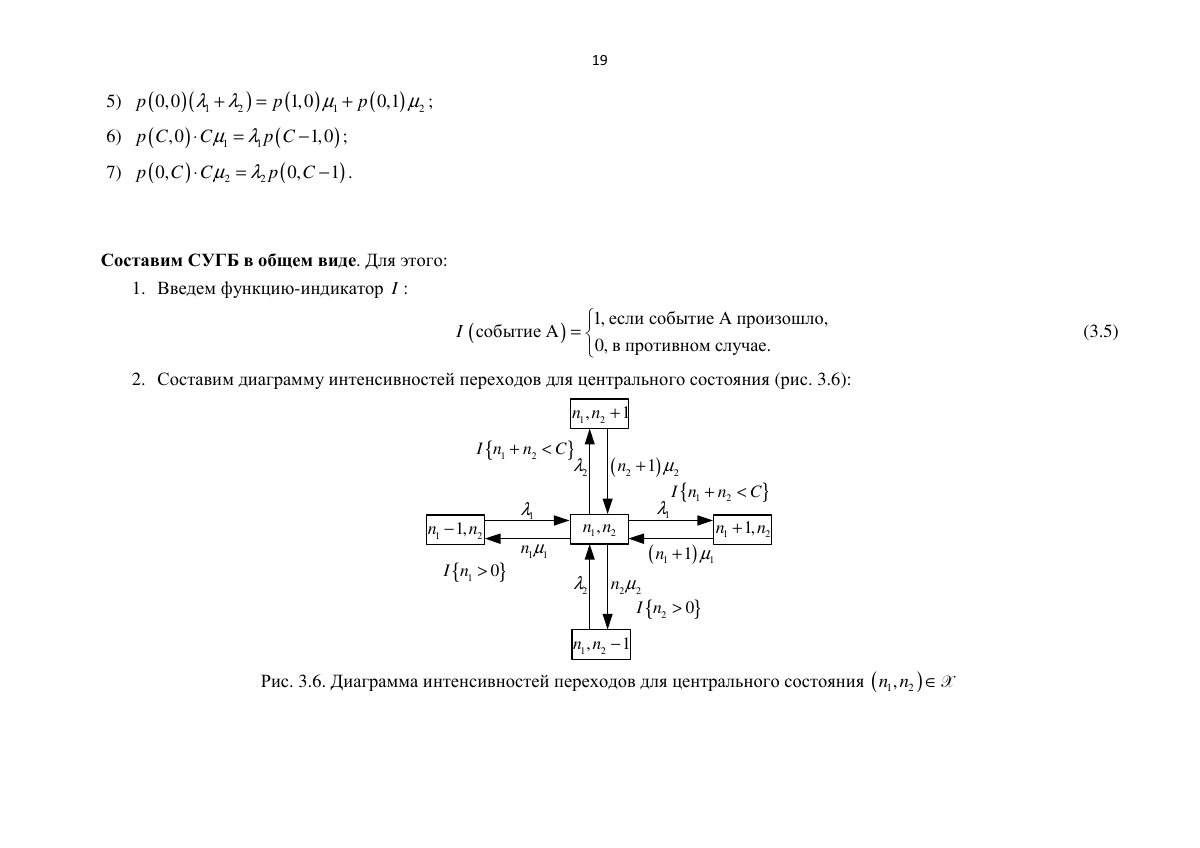 19
5) p(0,0)(λ₁ + λ₂) = p(1,0)μ₁ + p(0,1)μ₂;
6) p(C,0)·Cμ₁ = λ₁p(C−1,0);
7) p(0,C)·Cμ₂ = λ₂p(0,C−1).
Составим СУГБ в общем виде. Для этого:
1. Введем функцию-индикатор I :
I (событие A) = {1, если событие A произошло,
0, в противном случае.
(3.5)
2. Составим диаграмму интенсивностей переходов для центрального состояния (рис. 3.6):
n₁,n₂ +1
I{n₁ + n₂ < C}
λ₂ (n₂ +1)μ₂
I{n₁ + n₂ < C}
λ₁ λ₁
n₁ −1,n₂ n₁,n₂ n₁ +1,n₂
n₁μ₁ (n₁ +1)μ₁
I{n₁ > 0}
λ₂ n₂μ₂
I{n₂ > 0}
n₁,n₂ −1
Рис. 3.6. Диаграмма интенсивностей переходов для центрального состояния (n₁,n₂)∈ 𝒳